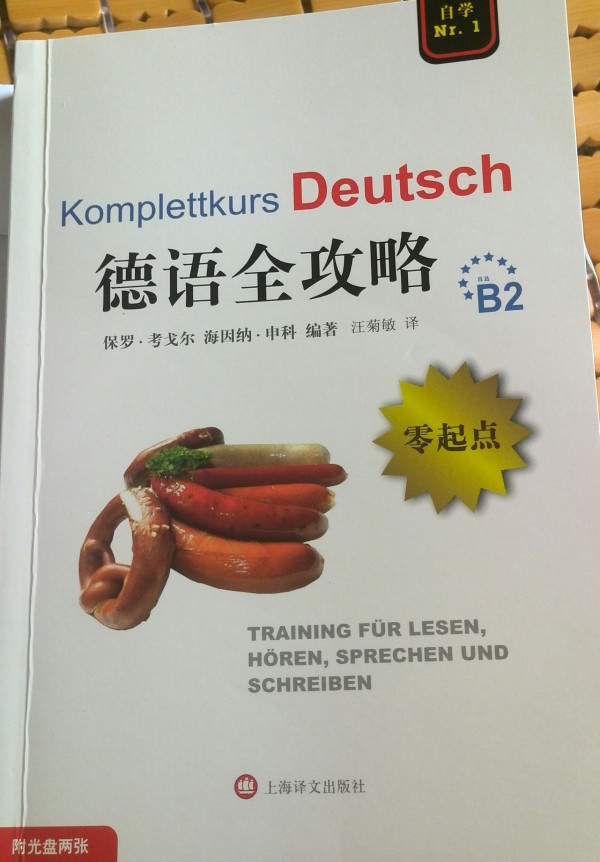 自学
Nr. 1
Komplettkurs Deutsch
德语全攻略
直通
B2
保罗·考戈尔 海因纳·申科 编著 汪菊敏 译
零起点
TRAINING FÜR LESEN,
HÖREN, SPRECHEN UND
SCHREIBEN
上海译文出版社
附光盘两张